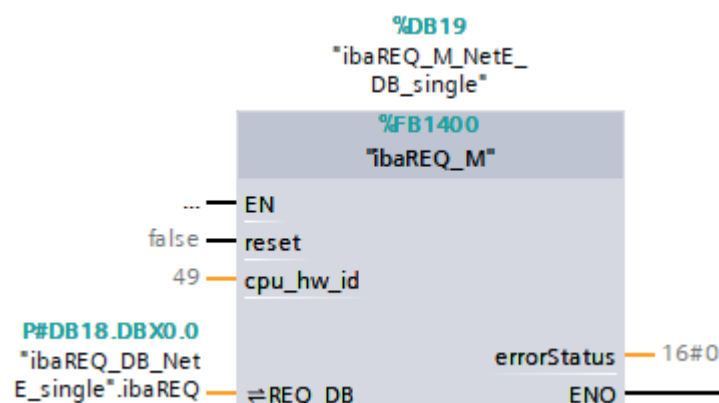 %DB19
"ibaREQ_M_NetE_
DB_single"
%FB1400
"ibaREQ_M"
... EN
false reset
49 cpu_hw_id
P#DB18.DBX0.0
"ibaREQ_DB_Net
E_single".ibaREQ
REQ_DB
errorStatus 16#0
ENO